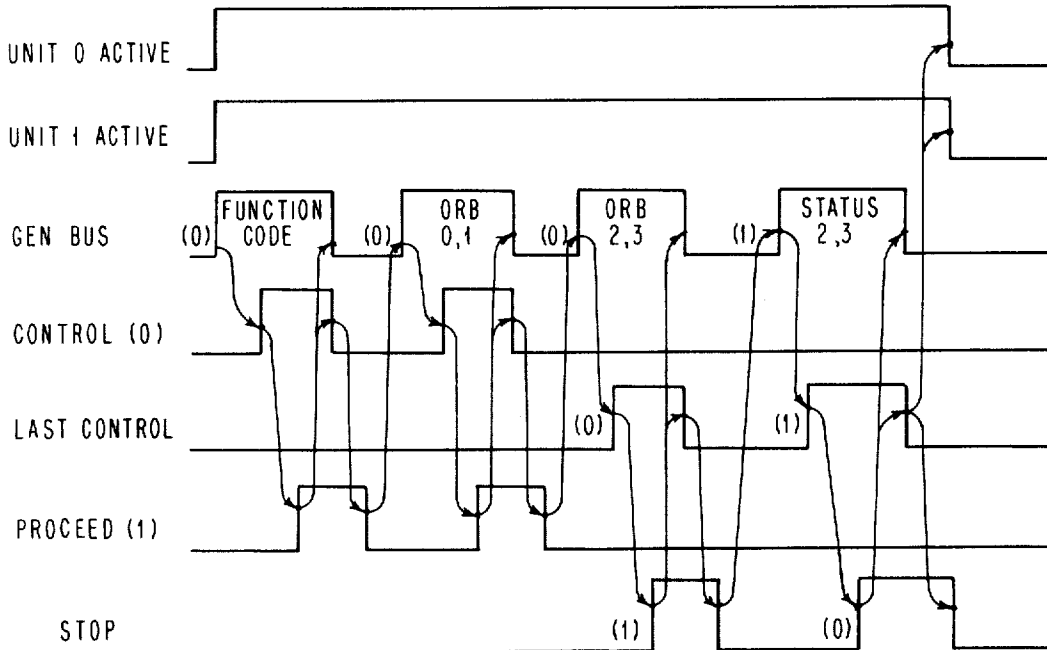 UNIT 0 ACTIVE
UNIT 1 ACTIVE
GEN BUS
(0)
FUNCTION
CODE
(0)
ORB
0,1
(0)
ORB
2,3
(1)
STATUS
2,3
CONTROL (0)
LAST CONTROL
(0)
(1)
PROCEED (1)
STOP
(1)
(0)